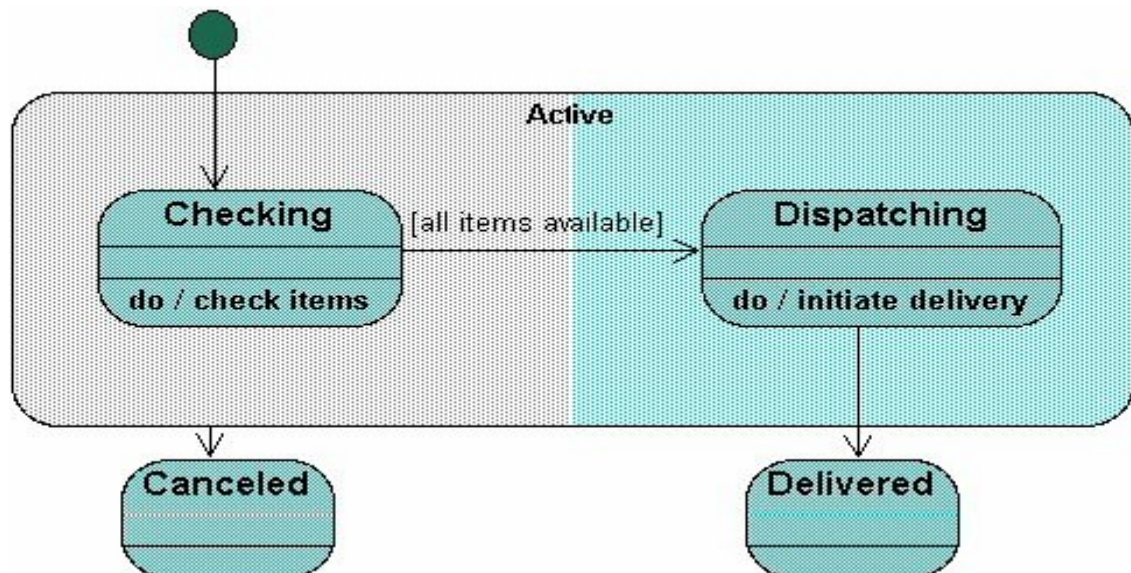 Active
Checking
[all items available]
Dispatching
do / check items
do / initiate delivery
Canceled
Delivered